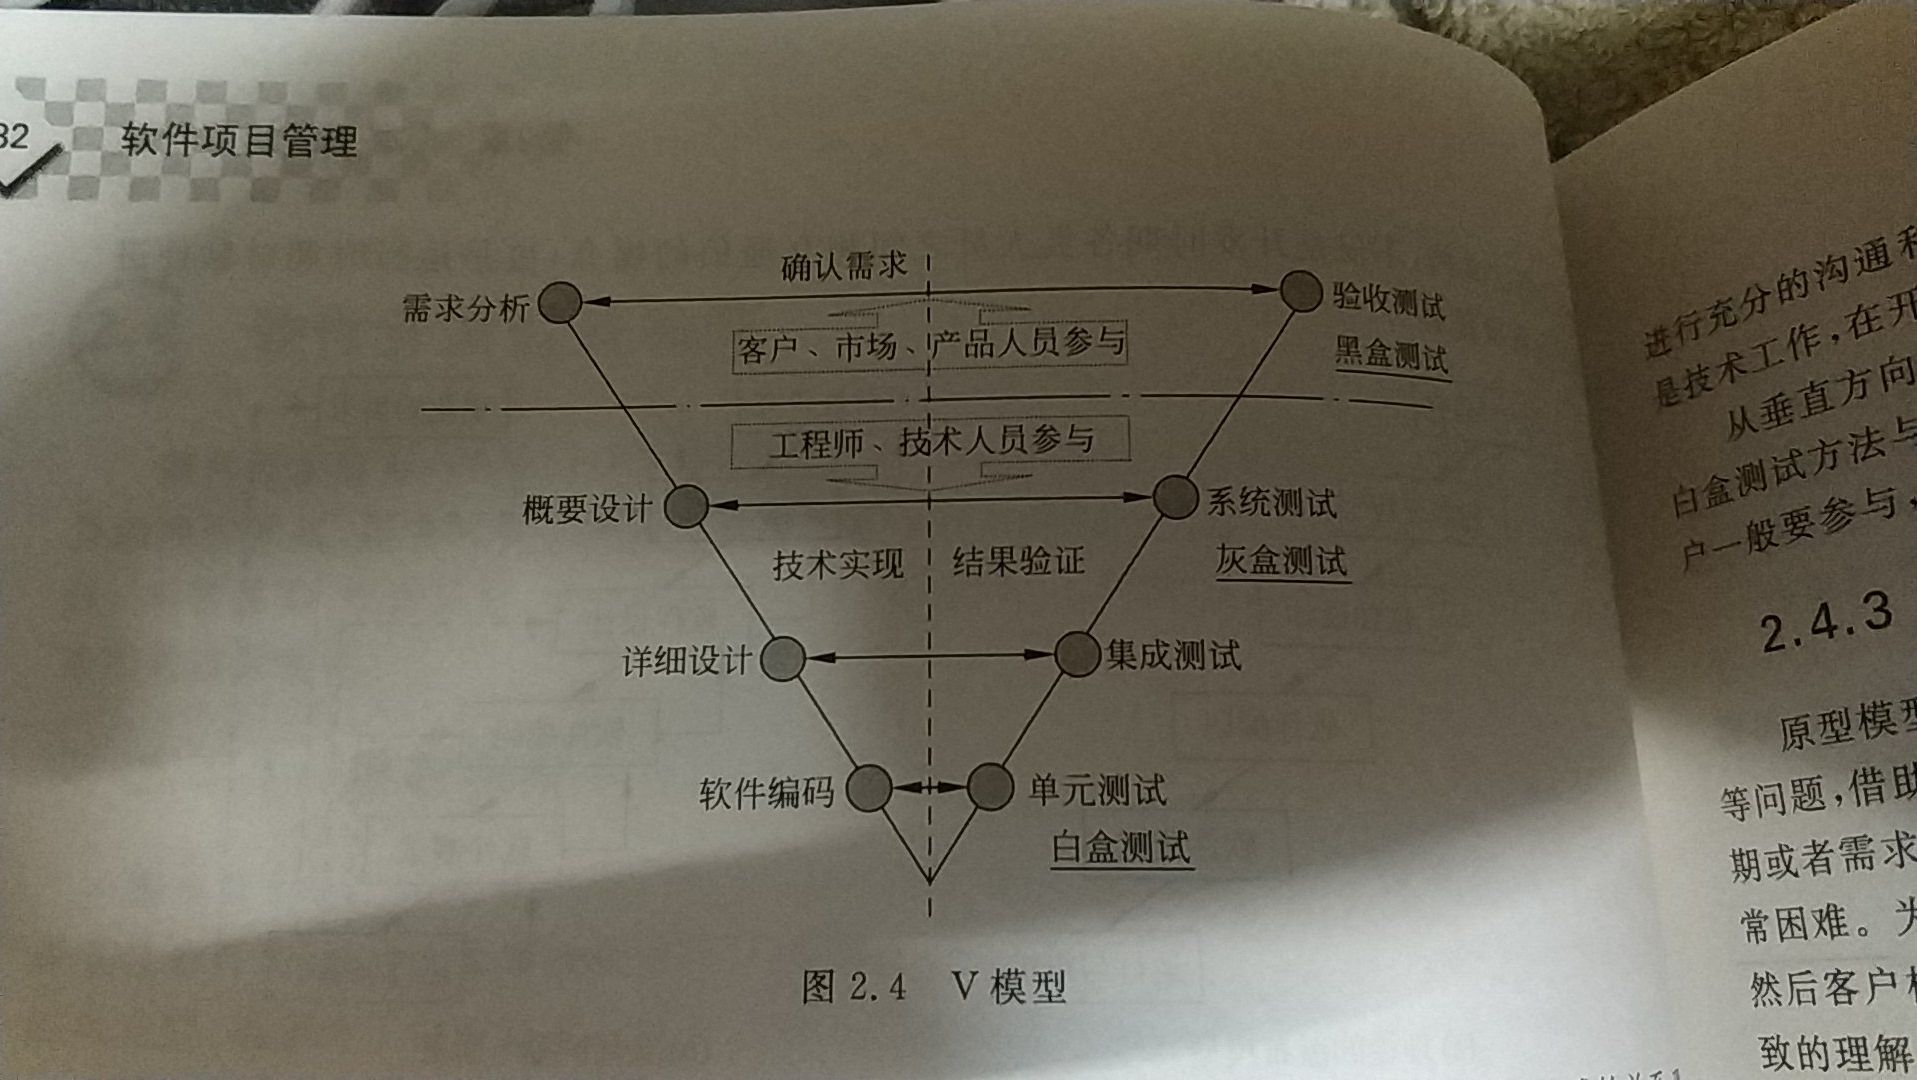 32
软件项目管理
确认需求
需求分析
验收测试
客户、市场、产品人员参与
黑盒测试
工程师、技术人员参与
概要设计
系统测试
技术实现
结果验证
灰盒测试
详细设计
集成测试
软件编码
单元测试
白盒测试
图 2.4 V 模型
进行充分的沟通和
是技术工作，在开
从垂直方向
白盒测试方法与
户一般要参与，
2.4.3
原型模型
等问题，借助
期或者需求
常困难。为
然后客户
致的理解